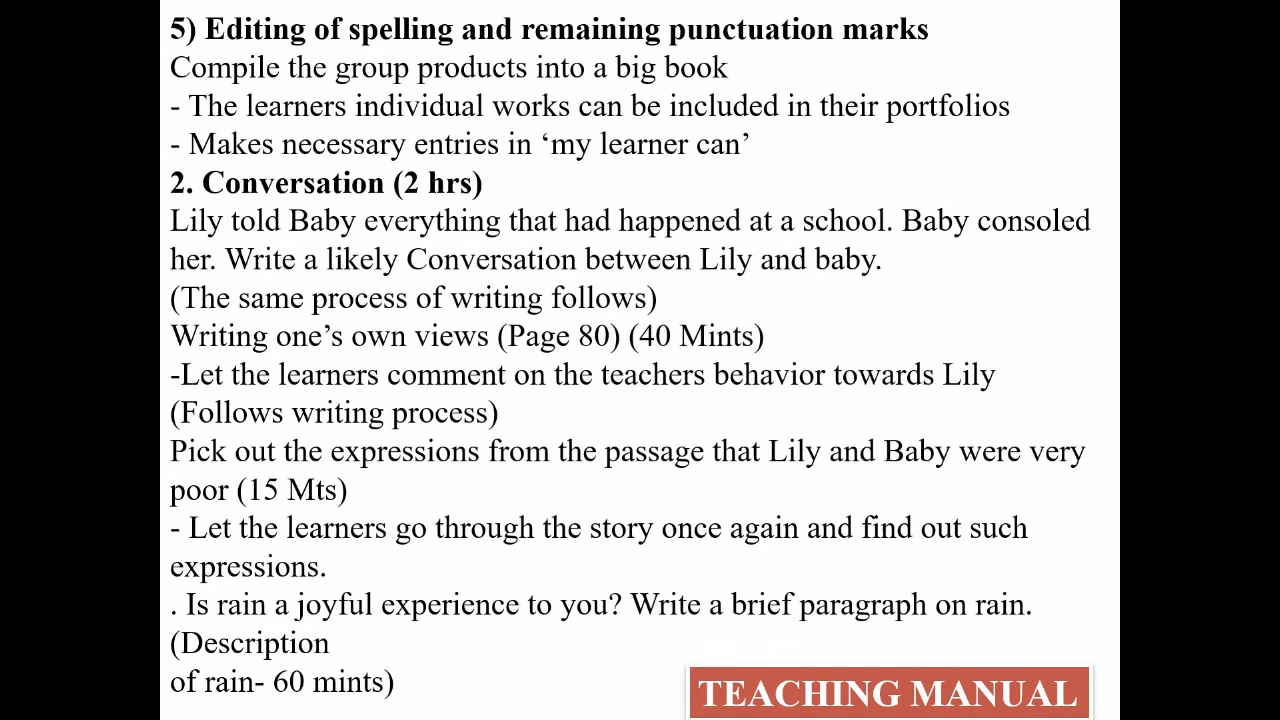 5) Editing of spelling and remaining punctuation marks
Compile the group products into a big book
- The learners individual works can be included in their portfolios
- Makes necessary entries in ‘my learner can’
2. Conversation (2 hrs)
Lily told Baby everything that had happened at a school. Baby consoled
her. Write a likely Conversation between Lily and baby.
(The same process of writing follows)
Writing one’s own views (Page 80) (40 Mints)
-Let the learners comment on the teachers behavior towards Lily
(Follows writing process)
Pick out the expressions from the passage that Lily and Baby were very
poor (15 Mts)
- Let the learners go through the story once again and find out such
expressions.
. Is rain a joyful experience to you? Write a brief paragraph on rain.
(Description
of rain- 60 mints)
TEACHING MANUAL